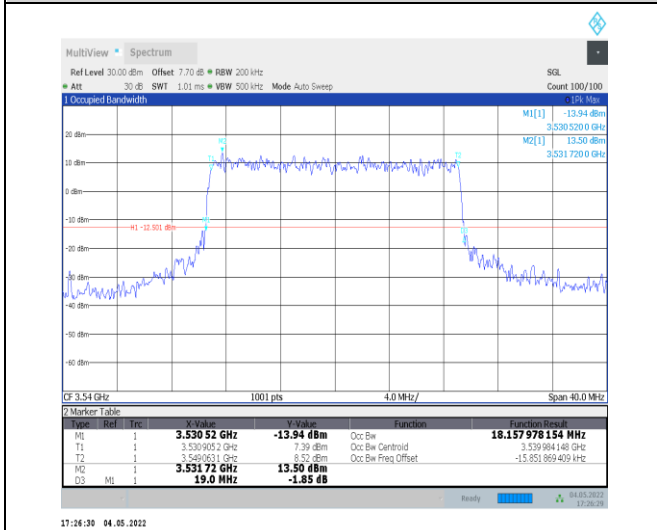 MultiView Spectrum
Ref Level 30.00 dBm Offset 7.70 dB RBW 200 kHz SGL
Att 30 dB SWT 1.01 ms VBW 500 kHz Mode Auto Sweep Count 100/100
1 Occupied Bandwidth 1Pk Max
M1[1] -13.94 dBm
3.530 520 0 GHz
M2[1] 13.50 dBm
3.531 720 0 GHz
20 dBm
M2
10 dBm
0 dBm
-10 dBm
H1 -12.501 dBm
-20 dBm
-30 dBm
-40 dBm
-50 dBm
-60 dBm
CF 3.54 GHz 1001 pts 4.0 MHz/ Span 40.0 MHz
2 Marker Table
Type Ref Trc X-Value Y-Value Function Function Result
M1 1 3.530 52 GHz -13.94 dBm Occ Bw 18.157 978 154 MHz
T1 1 3.530 905 2 GHz 7.39 dBm Occ Bw Centroid 3.539 984 148 GHz
T2 1 3.549 063 1 GHz 8.52 dBm Occ Bw Freq Offset -15.851 869 409 kHz
M2 1 3.531 72 GHz 13.50 dBm
D3 M1 1 19.0 MHz -1.85 dB
Ready 04.05.2022
17:26:29
17:26:30 04.05.2022